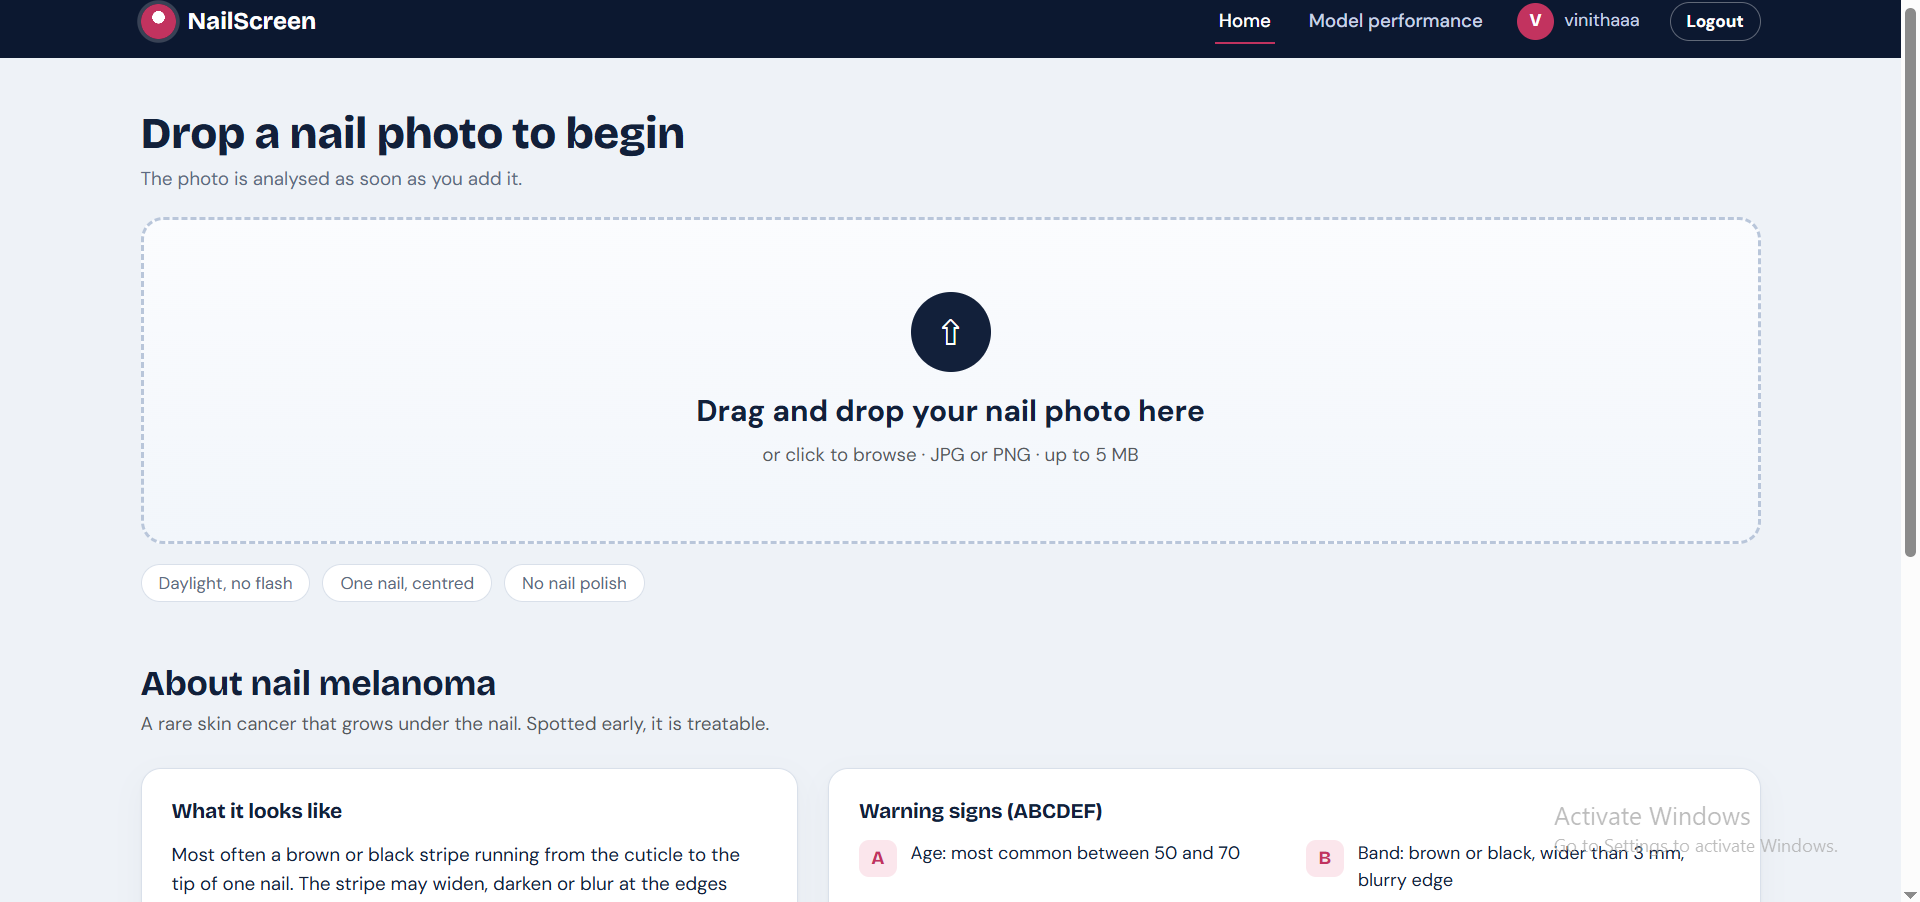 NailScreen
Home
Model performance
V
vinithaaa
Logout
Drop a nail photo to begin
The photo is analysed as soon as you add it.
⇧
Drag and drop your nail photo here
or click to browse · JPG or PNG · up to 5 MB
Daylight, no flash
One nail, centred
No nail polish
About nail melanoma
A rare skin cancer that grows under the nail. Spotted early, it is treatable.
What it looks like
Most often a brown or black stripe running from the cuticle to the
tip of one nail. The stripe may widen, darken or blur at the edges
Warning signs (ABCDEF)
A
Age: most common between 50 and 70
B
Band: brown or black, wider than 3 mm,
blurry edge
Activate Windows
Go to Settings to activate Windows.